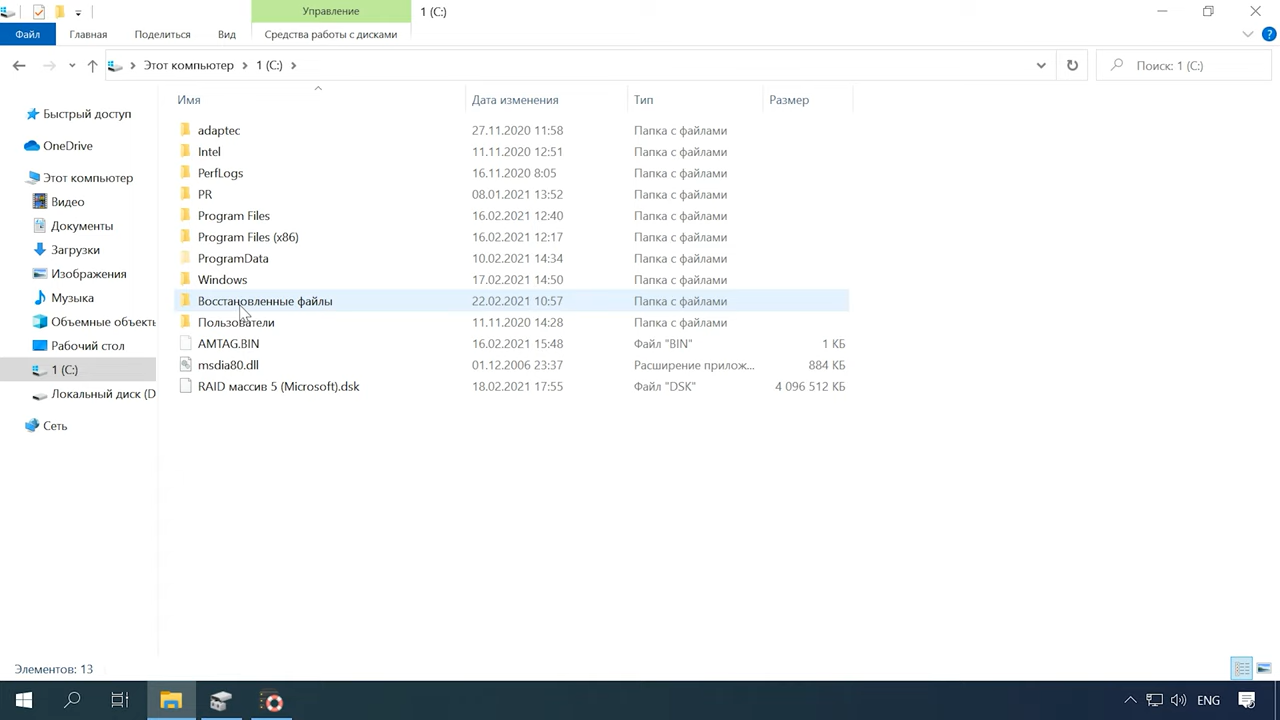 Управление
1 (C:)
Файл
Главная
Поделиться
Вид
Средства работы с дисками
?
Этот компьютер > 1 (C:) >
Поиск: 1 (C:)
Имя Дата изменения Тип Размер
Быстрый доступ
OneDrive
Этот компьютер
Видео
Документы
Загрузки
Изображения
Музыка
Объемные объекть
Рабочий стол
1 (C:)
Локальный диск (D
Сеть
adaptec 27.11.2020 11:58 Папка с файлами
Intel 11.11.2020 12:51 Папка с файлами
PerfLogs 16.11.2020 8:05 Папка с файлами
PR 08.01.2021 13:52 Папка с файлами
Program Files 16.02.2021 12:40 Папка с файлами
Program Files (x86) 16.02.2021 12:17 Папка с файлами
ProgramData 10.02.2021 14:34 Папка с файлами
Windows 17.02.2021 14:50 Папка с файлами
Восстановленные файлы 22.02.2021 10:57 Папка с файлами
Пользователи 11.11.2020 14:28 Папка с файлами
AMTAG.BIN 16.02.2021 15:48 Файл "BIN" 1 КБ
msdia80.dll 01.12.2006 23:37 Расширение прилож... 884 КБ
RAID массив 5 (Microsoft).dsk 18.02.2021 17:55 Файл "DSK" 4 096 512 КБ
Элементов: 13
ENG